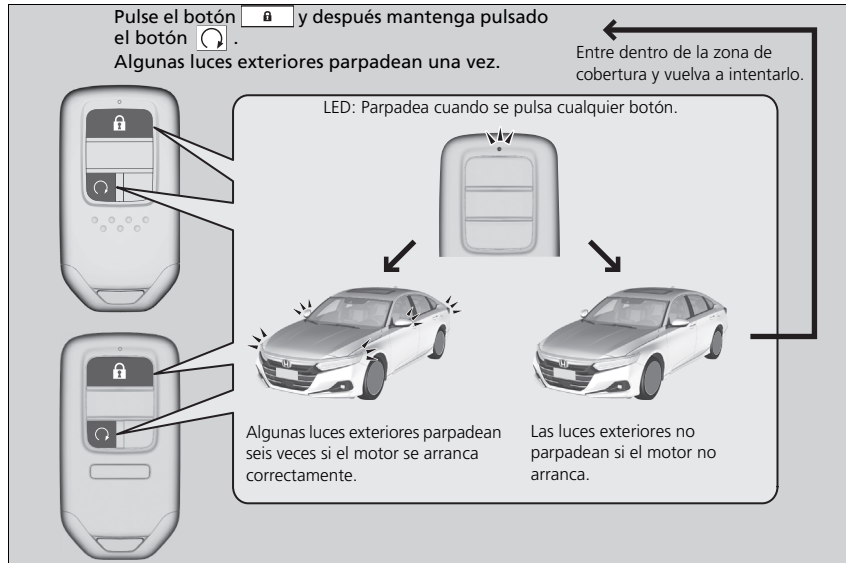 Pulse el botón y después mantenga pulsado
el botón .
Algunas luces exteriores parpadean una vez.
Entre dentro de la zona de
cobertura y vuelva a intentarlo.
LED: Parpadea cuando se pulsa cualquier botón.
Algunas luces exteriores parpadean
seis veces si el motor se arranca
correctamente.
Las luces exteriores no
parpadean si el motor no
arranca.